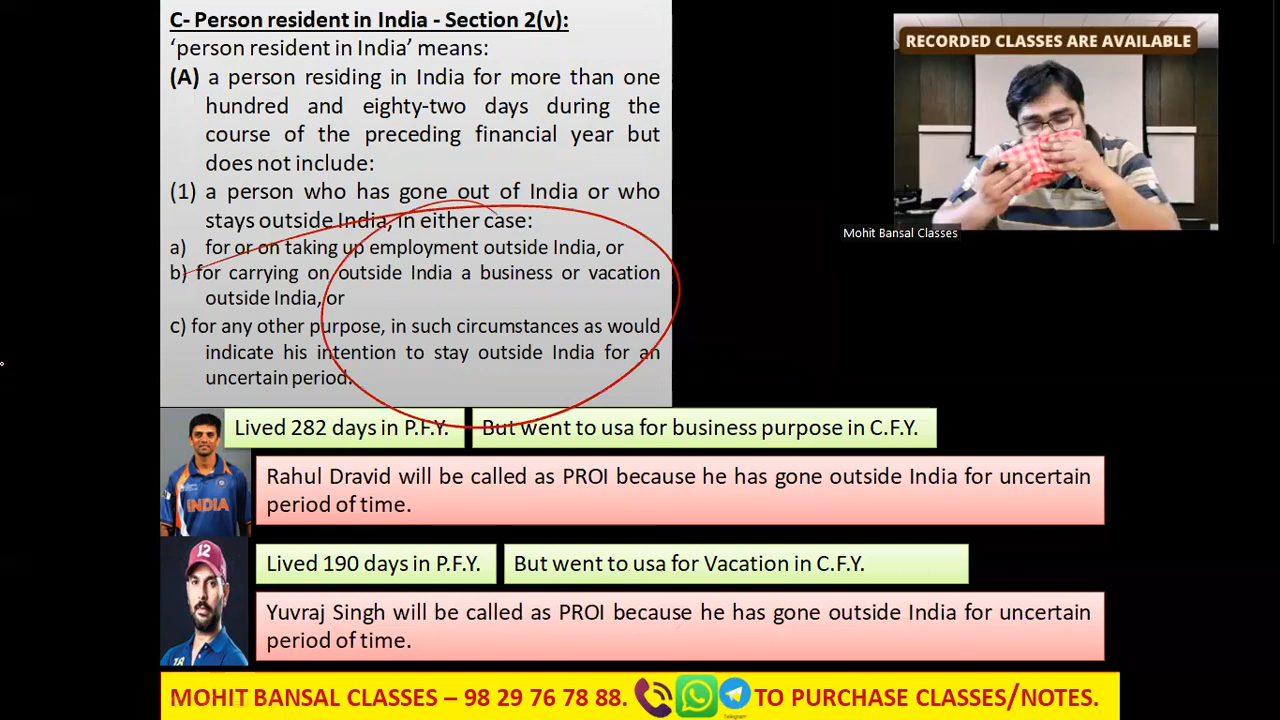 C- Person resident in India - Section 2(v):
‘person resident in India’ means:
(A) a person residing in India for more than one
hundred and eighty-two days during the
course of the preceding financial year but
does not include:
(1) a person who has gone out of India or who
stays outside India, in either case:
a) for or on taking up employment outside India, or
b) for carrying on outside India a business or vacation
outside India, or
c) for any other purpose, in such circumstances as would
indicate his intention to stay outside India for an
uncertain period.
RECORDED CLASSES ARE AVAILABLE
Mohit Bansal Classes
Lived 282 days in P.F.Y.
But went to usa for business purpose in C.F.Y.
INDIA
Rahul Dravid will be called as PROI because he has gone outside India for uncertain
period of time.
12
Lived 190 days in P.F.Y.
But went to usa for Vacation in C.F.Y.
Yuvraj Singh will be called as PROI because he has gone outside India for uncertain
period of time.
MOHIT BANSAL CLASSES – 98 29 76 78 88.
Telegram
TO PURCHASE CLASSES/NOTES.